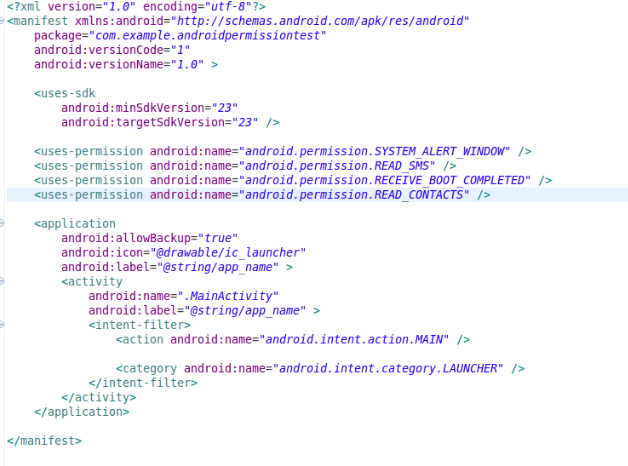 <?xml version="1.0" encoding="utf-8"?>
<manifest xmlns:android="http://schemas.android.com/apk/res/android"
    package="com.example.androidpermissiontest"
    android:versionCode="1"
    android:versionName="1.0" >

    <uses-sdk
        android:minSdkVersion="23"
        android:targetSdkVersion="23" />

    <uses-permission android:name="android.permission.SYSTEM_ALERT_WINDOW" />
    <uses-permission android:name="android.permission.READ_SMS" />
    <uses-permission android:name="android.permission.RECEIVE_BOOT_COMPLETED" />
    <uses-permission android:name="android.permission.READ_CONTACTS" />

    <application
        android:allowBackup="true"
        android:icon="@drawable/ic_launcher"
        android:label="@string/app_name" >
        <activity
            android:name=".MainActivity"
            android:label="@string/app_name" >
            <intent-filter>
                <action android:name="android.intent.action.MAIN" />

                <category android:name="android.intent.category.LAUNCHER" />
            </intent-filter>
        </activity>
    </application>

</manifest>